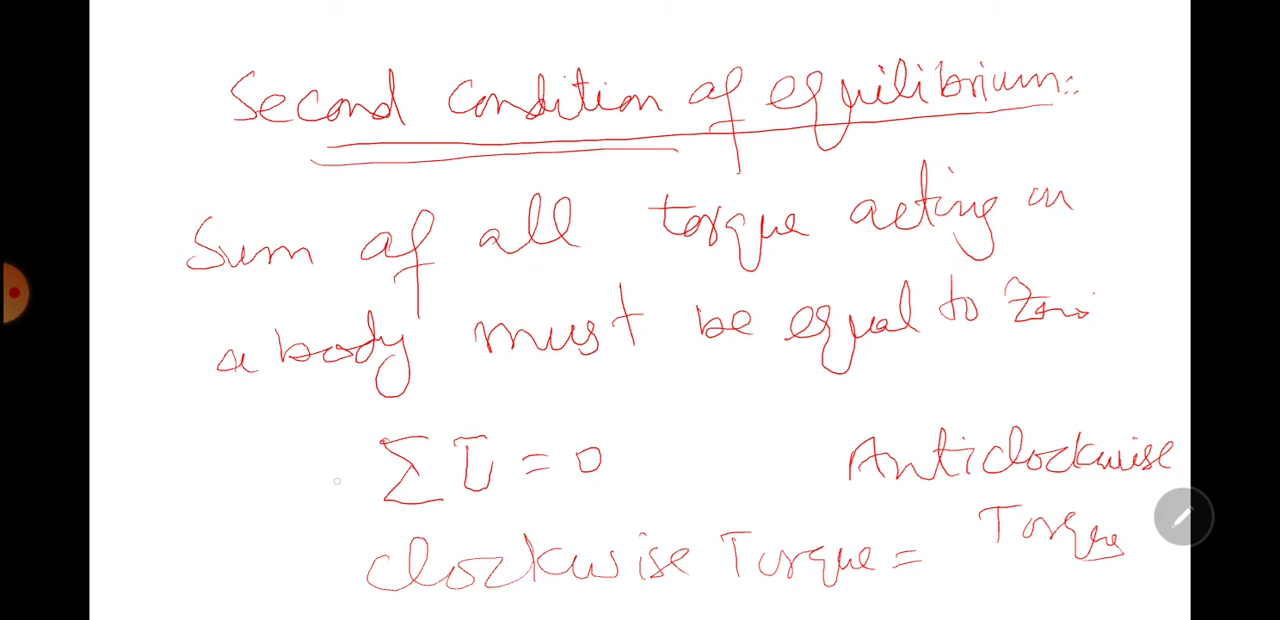 Second condition of equilibrium::
Sum of all torque acting on
a body must be equal to Zero
Στ = 0
Anticlockwise
Clockwise Torque = Torque